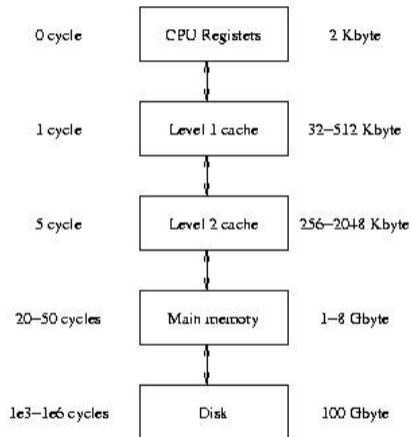 0 cycle CPU Registers 2 Kbyte
1 cycle Level 1 cache 32–512 Kbyte
5 cycle Level 2 cache 256–2048 Kbyte
20–50 cycles Main memory 1–8 Gbyte
1e3–1e6 cycles Disk 100 Gbyte